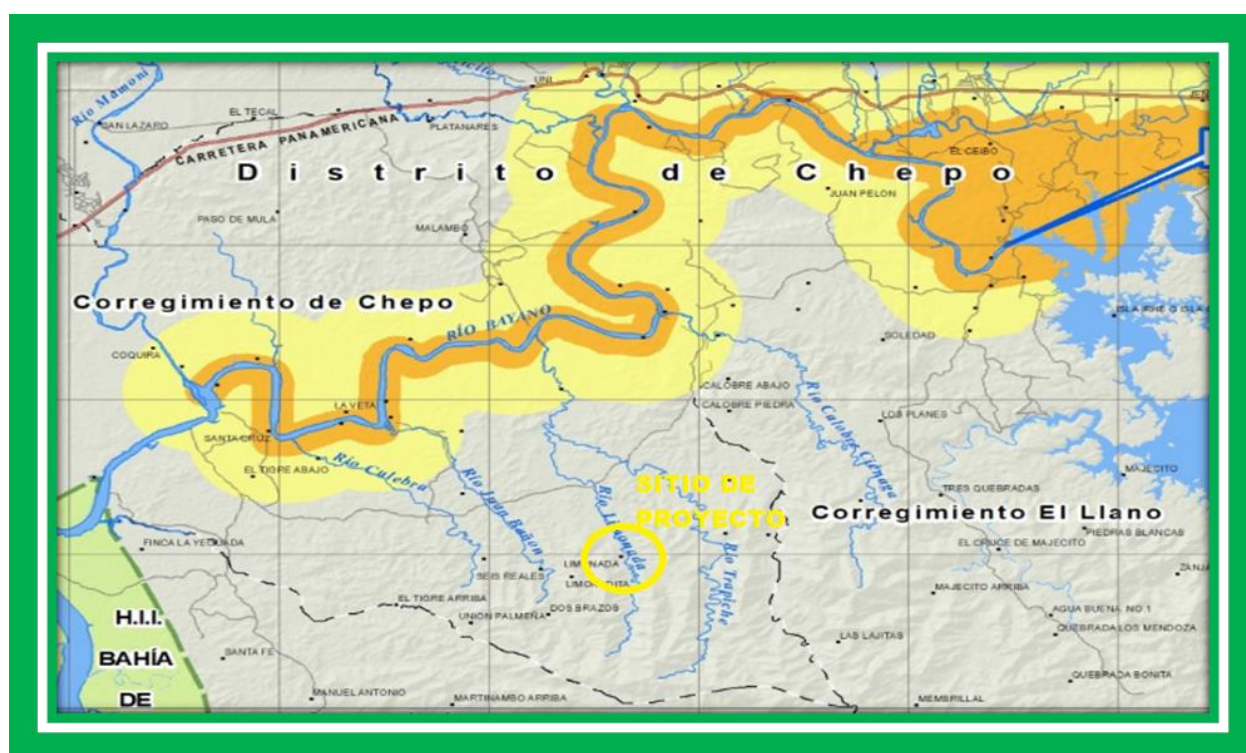 Río Mamoní
SAN LAZARO
EL TECAL
CARRETERA PANAMERICANA
PLATANARES
UNI
Distrito de Chepo
EL CEIBO
JUAN PELON
PASO DE MULA
MALAMBO
Corregimiento de Chepo
RÍO BAYANO
COQUIRA
SOLEDAD
CALOBRE ABAJO
CALOBRE PIEDRA
LA VETA
LOS PLANES
SANTA CRUZ
EL TIGRE ABAJO
Río Culebra
Río Calobre Ciénaga
MAJECITO
SITIO DE
PROYECTO
TRES QUEBRADAS
Corregimiento El Llano
PIEDRAS BLANCAS
FINCA LA YEGUADA
EL CRUCE DE MAJECITO
ZANJA
Río Trapiche
SEIS REALES
MAJECITO ARRIBA
EL TIGRE ARRIBA
DOS BRAZOS
UNION PALMEÑA
AGUA BUENA NO.1
QUEBRADA LOS MENDOZA
H.I.I.
BAHÍA
DE
LAS LAJITAS
SANTA FE
QUEBRADA BONITA
MANUEL ANTONIO
MARTINAMBO ARRIBA
MEMBRILLAL